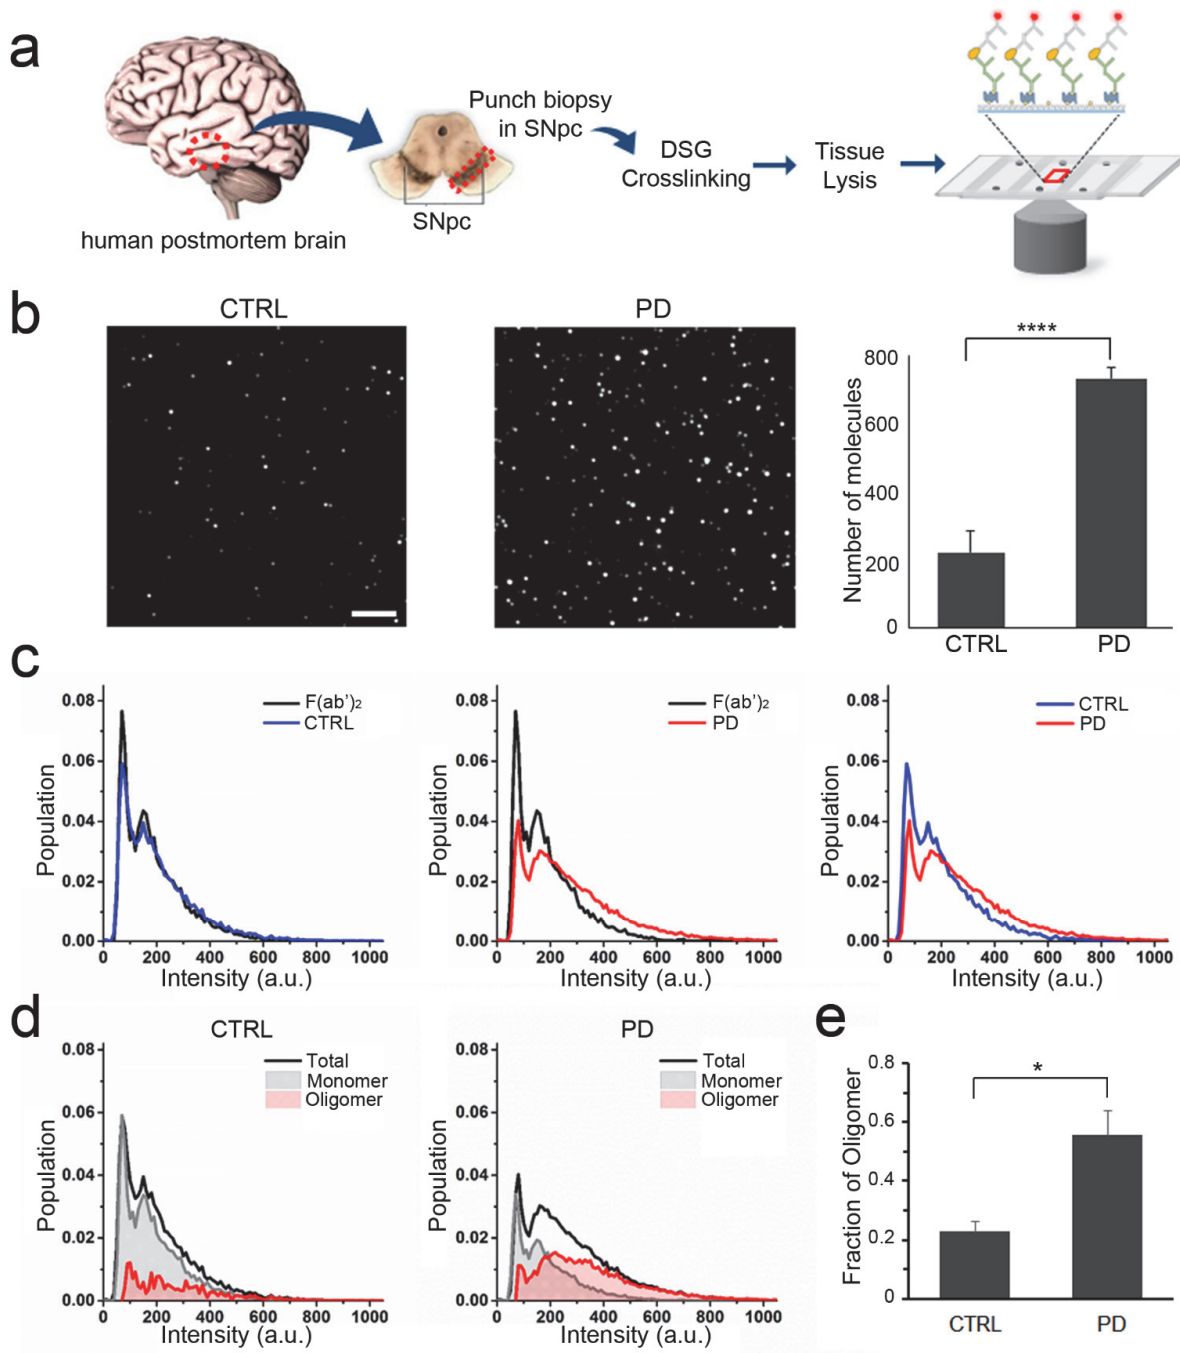 a
human postmortem brain
Punch biopsy
in SNpc
SNpc
DSG
Crosslinking
Tissue
Lysis
b
CTRL
PD
Number of molecules
800
600
400
200
0
****
CTRL
PD
c
Population
0.08
0.06
0.04
0.02
0.00
F(ab')2
CTRL
0 200 400 600 800 1000
Intensity (a.u.)
Population
0.08
0.06
0.04
0.02
0.00
F(ab')2
PD
0 200 400 600 800 1000
Intensity (a.u.)
Population
0.08
0.06
0.04
0.02
0.00
CTRL
PD
0 200 400 600 800 1000
Intensity (a.u.)
d
CTRL
Population
0.08
0.06
0.04
0.02
0.00
Total
Monomer
Oligomer
0 200 400 600 800 1000
Intensity (a.u.)
PD
Population
0.08
0.06
0.04
0.02
0.00
Total
Monomer
Oligomer
0 200 400 600 800 1000
Intensity (a.u.)
e
Fraction of Oligomer
0.8
0.6
0.4
0.2
0
*
CTRL
PD